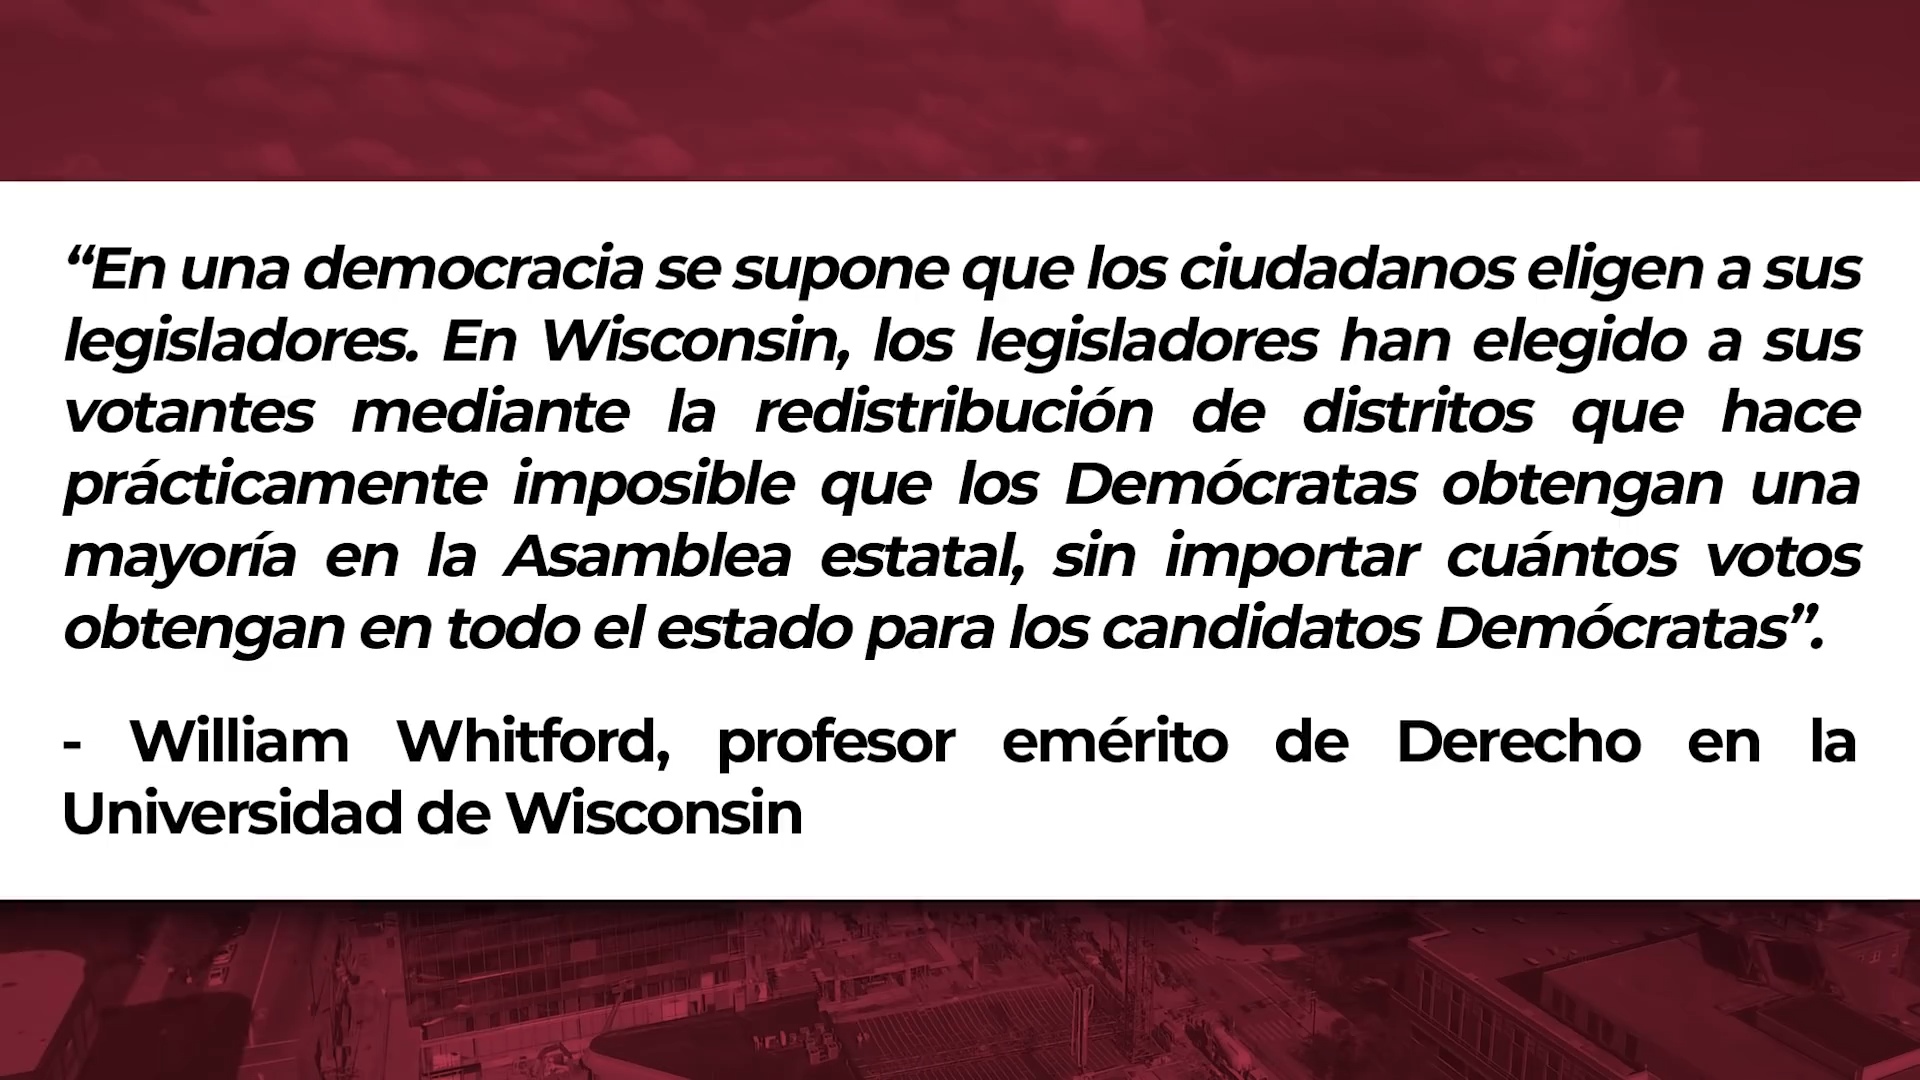 “En una democracia se supone que los ciudadanos eligen a sus
legisladores. En Wisconsin, los legisladores han elegido a sus
votantes mediante la redistribución de distritos que hace
prácticamente imposible que los Demócratas obtengan una
mayoría en la Asamblea estatal, sin importar cuántos votos
obtengan en todo el estado para los candidatos Demócratas”.
- William Whitford, profesor emérito de Derecho en la
Universidad de Wisconsin